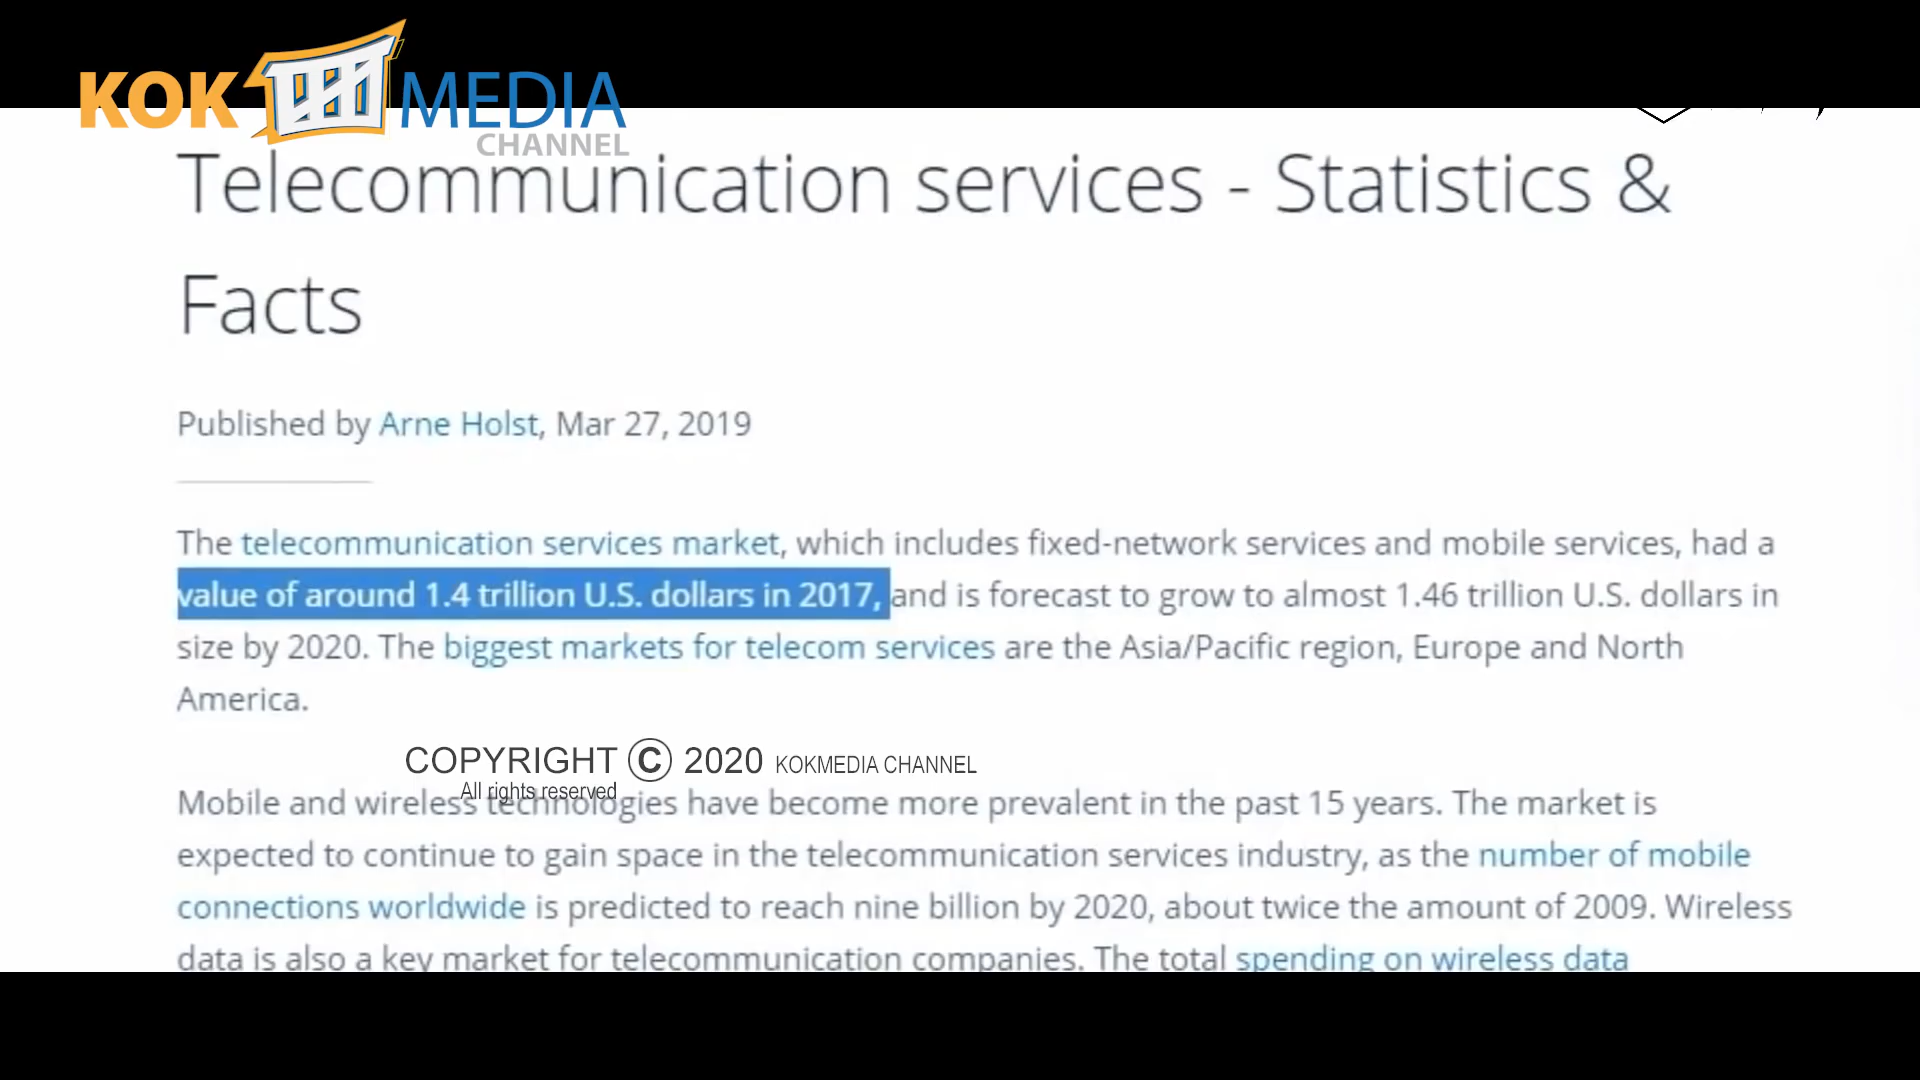 KOK MEDIA
CHANNEL
Telecommunication services - Statistics &
Facts
Published by Arne Holst, Mar 27, 2019
The telecommunication services market, which includes fixed-network services and mobile services, had a
value of around 1.4 trillion U.S. dollars in 2017, and is forecast to grow to almost 1.46 trillion U.S. dollars in
size by 2020. The biggest markets for telecom services are the Asia/Pacific region, Europe and North
America.
COPYRIGHT © 2020 KOKMEDIA CHANNEL
All rights reserved
Mobile and wireless technologies have become more prevalent in the past 15 years. The market is
expected to continue to gain space in the telecommunication services industry, as the number of mobile
connections worldwide is predicted to reach nine billion by 2020, about twice the amount of 2009. Wireless
data is also a key market for telecommunication companies. The total spending on wireless data